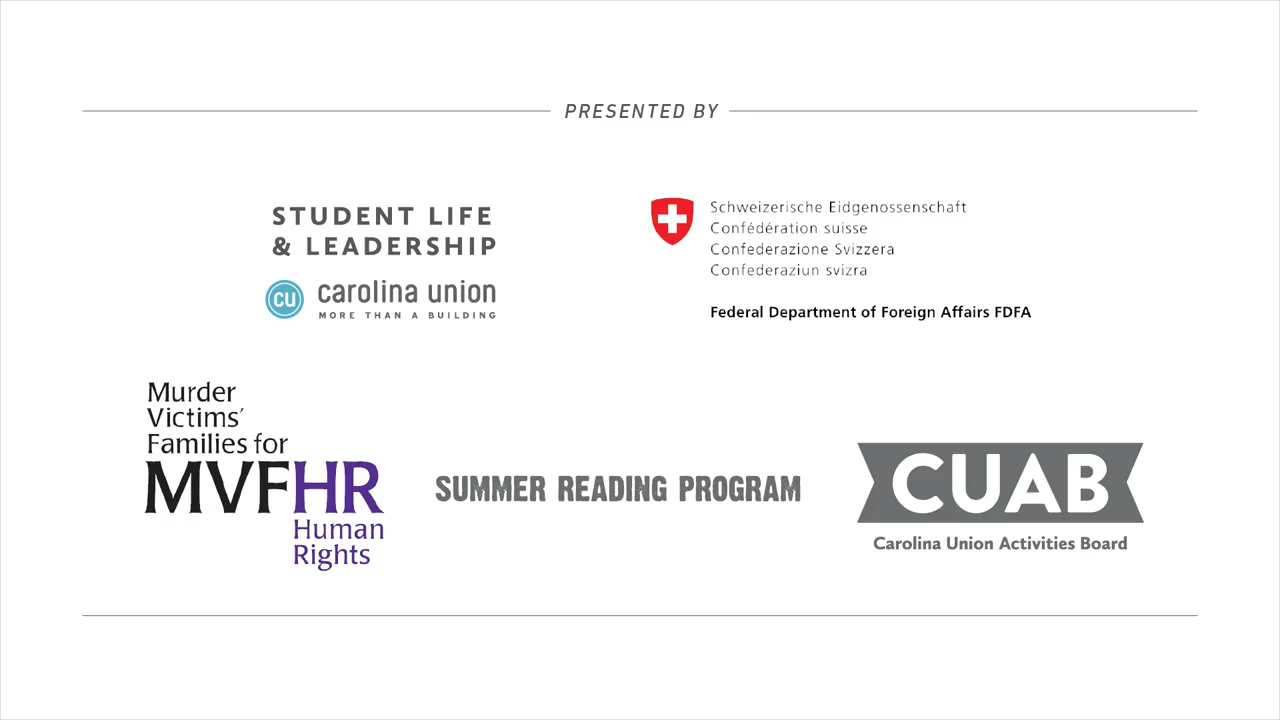 PRESENTED BY
STUDENT LIFE
& LEADERSHIP
CU
carolina union
MORE THAN A BUILDING
Schweizerische Eidgenossenschaft
Confédération suisse
Confederazione Svizzera
Confederaziun svizra
Federal Department of Foreign Affairs FDFA
Murder
Victims'
Families for
MVFHR
Human
Rights
SUMMER READING PROGRAM
CUAB
Carolina Union Activities Board